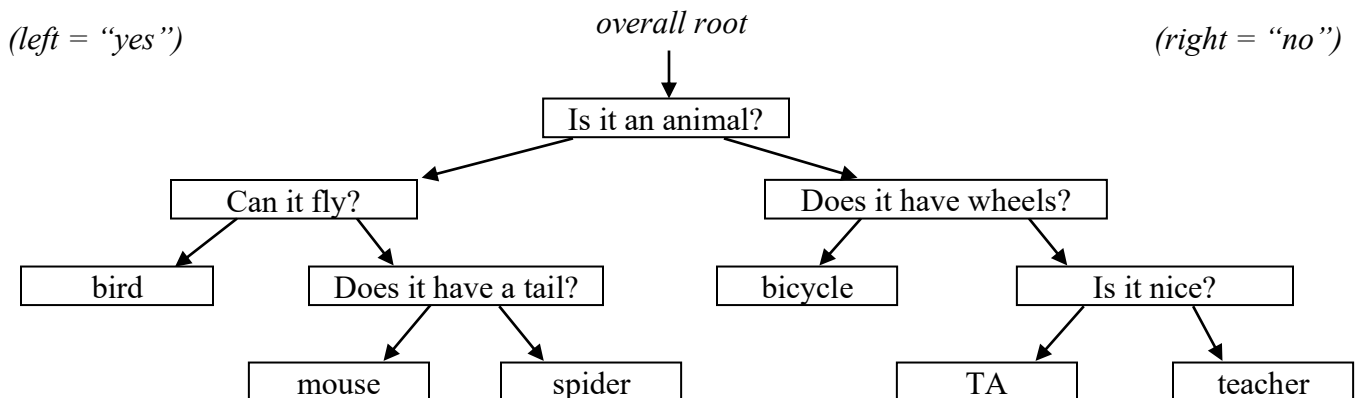 (left = “yes”)
overall root
(right = “no”)
Is it an animal?
Can it fly?
Does it have wheels?
bird
Does it have a tail?
bicycle
Is it nice?
mouse
spider
TA
teacher